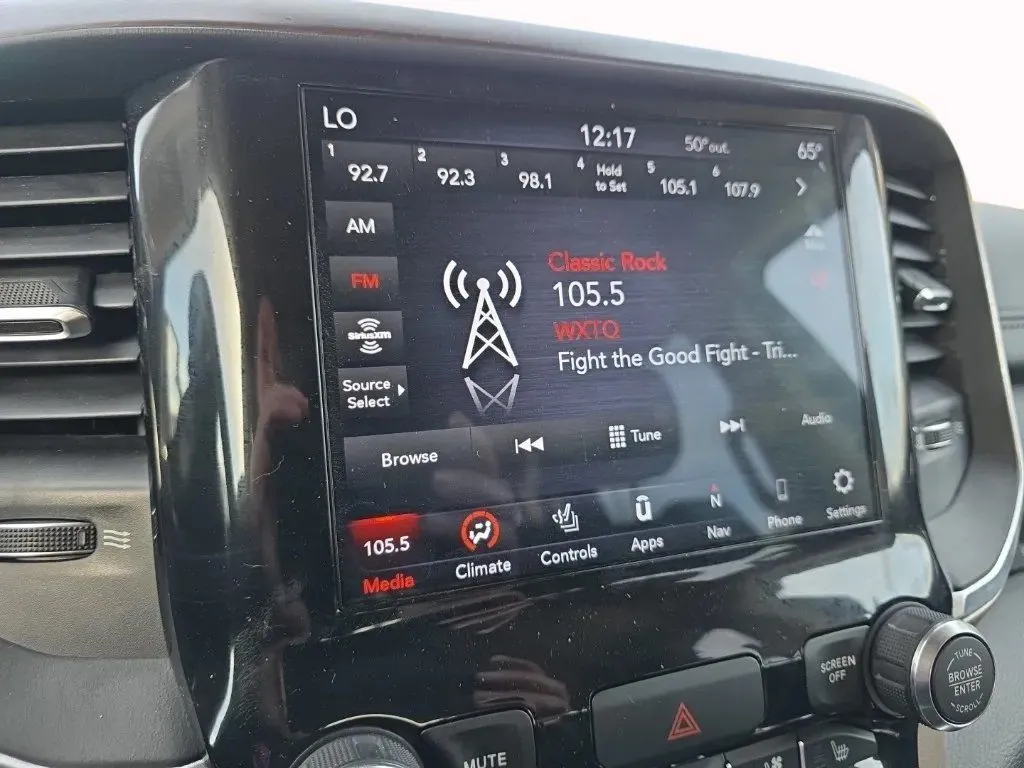 LO
12:17
50° out.
65°
1 92.7
2 92.3
3 98.1
4 Hold
to Set
5 105.1
6 107.9
AM
FM
SiriusXM
Source
Select
Classic Rock
105.5
WXTQ
Fight the Good Fight - Tri...
Browse
Tune
Audio
105.5
Media
Climate
Controls
Apps
N
Nav
Phone
Settings
SCREEN
OFF
TUNE
BROWSE
ENTER
SCROLL
MUTE